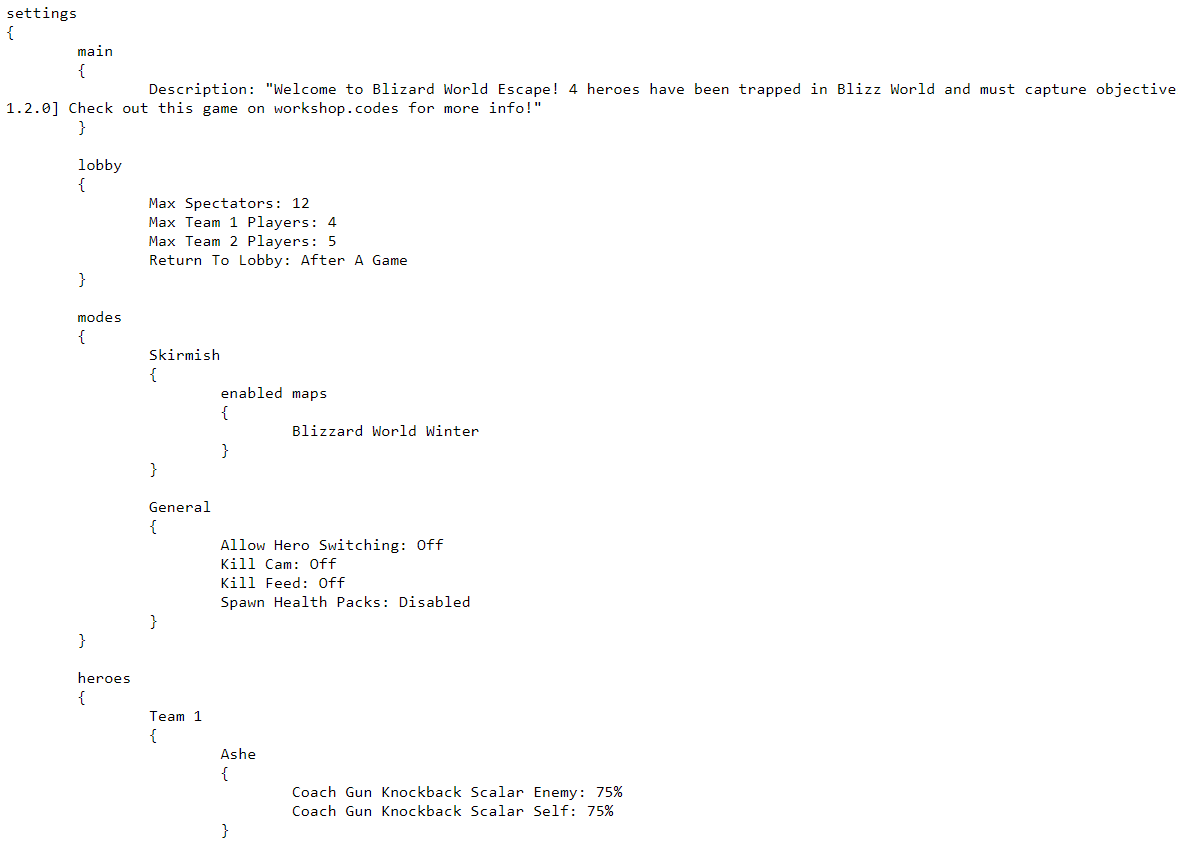 settings
{
main
{
Description: "Welcome to Blizard World Escape! 4 heroes have been trapped in Blizz World and must capture objective
1.2.0] Check out this game on workshop.codes for more info!"
}
lobby
{
Max Spectators: 12
Max Team 1 Players: 4
Max Team 2 Players: 5
Return To Lobby: After A Game
}
modes
{
Skirmish
{
enabled maps
{
Blizzard World Winter
}
}
General
{
Allow Hero Switching: Off
Kill Cam: Off
Kill Feed: Off
Spawn Health Packs: Disabled
}
}
heroes
{
Team 1
{
Ashe
{
Coach Gun Knockback Scalar Enemy: 75%
Coach Gun Knockback Scalar Self: 75%
}